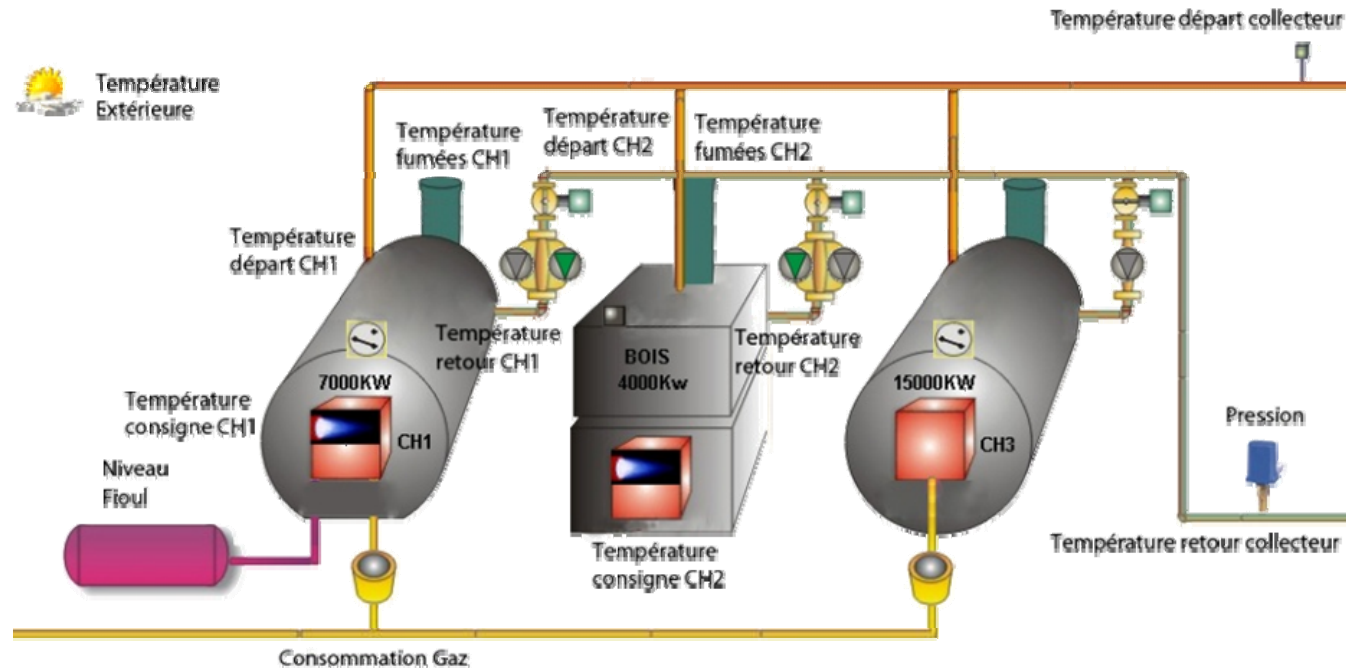 Température départ collecteur
Température
Extérieure
Température
fumées CH1
Température
départ CH2
Température
fumées CH2
Température
départ CH1
Température
retour CH1
BOIS
4000Kw
Température
retour CH2
7000KW
15000KW
Température
consigne CH1
CH1
CH3
Pression
Niveau
Fioul
Température
consigne CH2
Température retour collecteur
Consommation Gaz